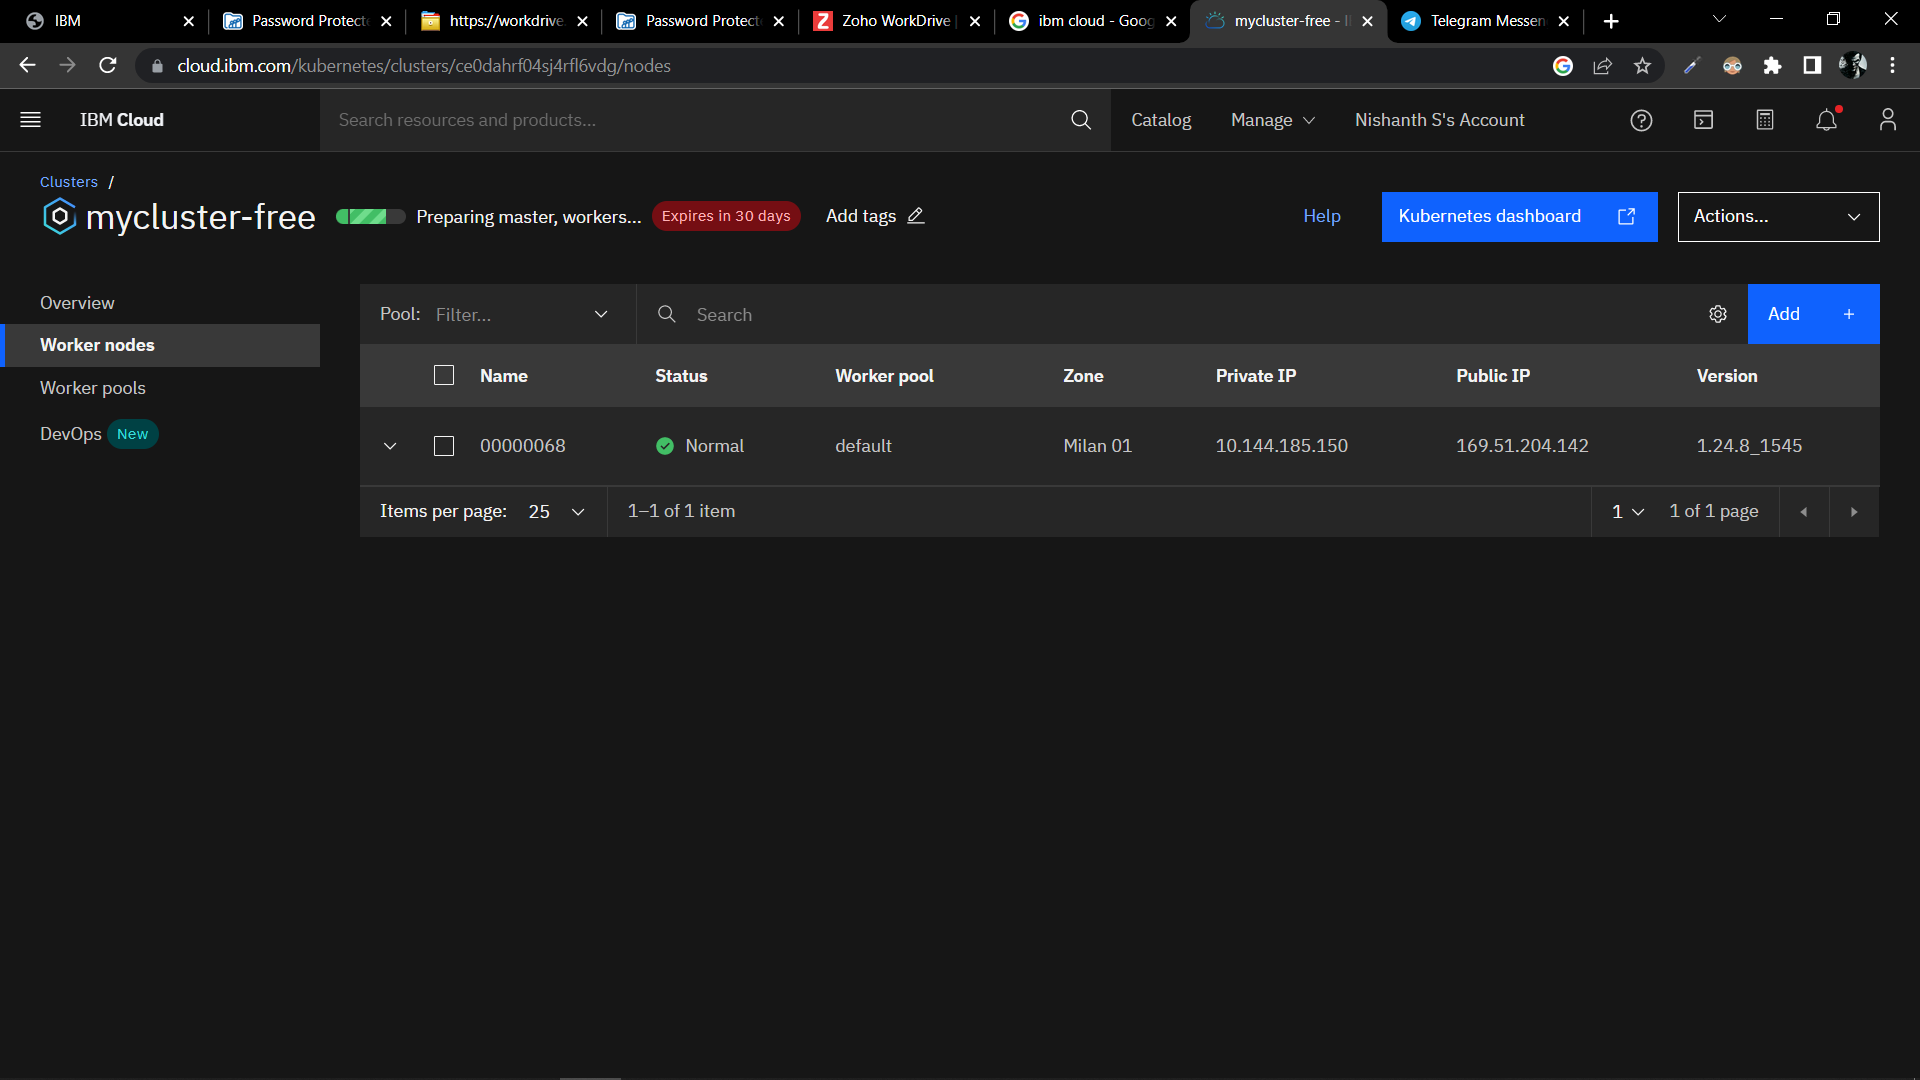 IBM
Password Protect
https://workdrive.
Password Protect
Zoho WorkDrive
ibm cloud - Goog
mycluster-free - I
Telegram Messen
cloud.ibm.com/kubernetes/clusters/ce0dahrf04sj4rfl6vdg/nodes
IBM Cloud
Search resources and products...
Catalog
Manage
Nishanth S's Account
Clusters /
mycluster-free
Preparing master, workers...
Expires in 30 days
Add tags
Help
Kubernetes dashboard
Actions...
Overview
Worker nodes
Worker pools
DevOps New
Pool: Filter...
Search
Add +
Name Status Worker pool Zone Private IP Public IP Version
00000068 Normal default Milan 01 10.144.185.150 169.51.204.142 1.24.8_1545
Items per page: 25
1–1 of 1 item
1
1 of 1 page